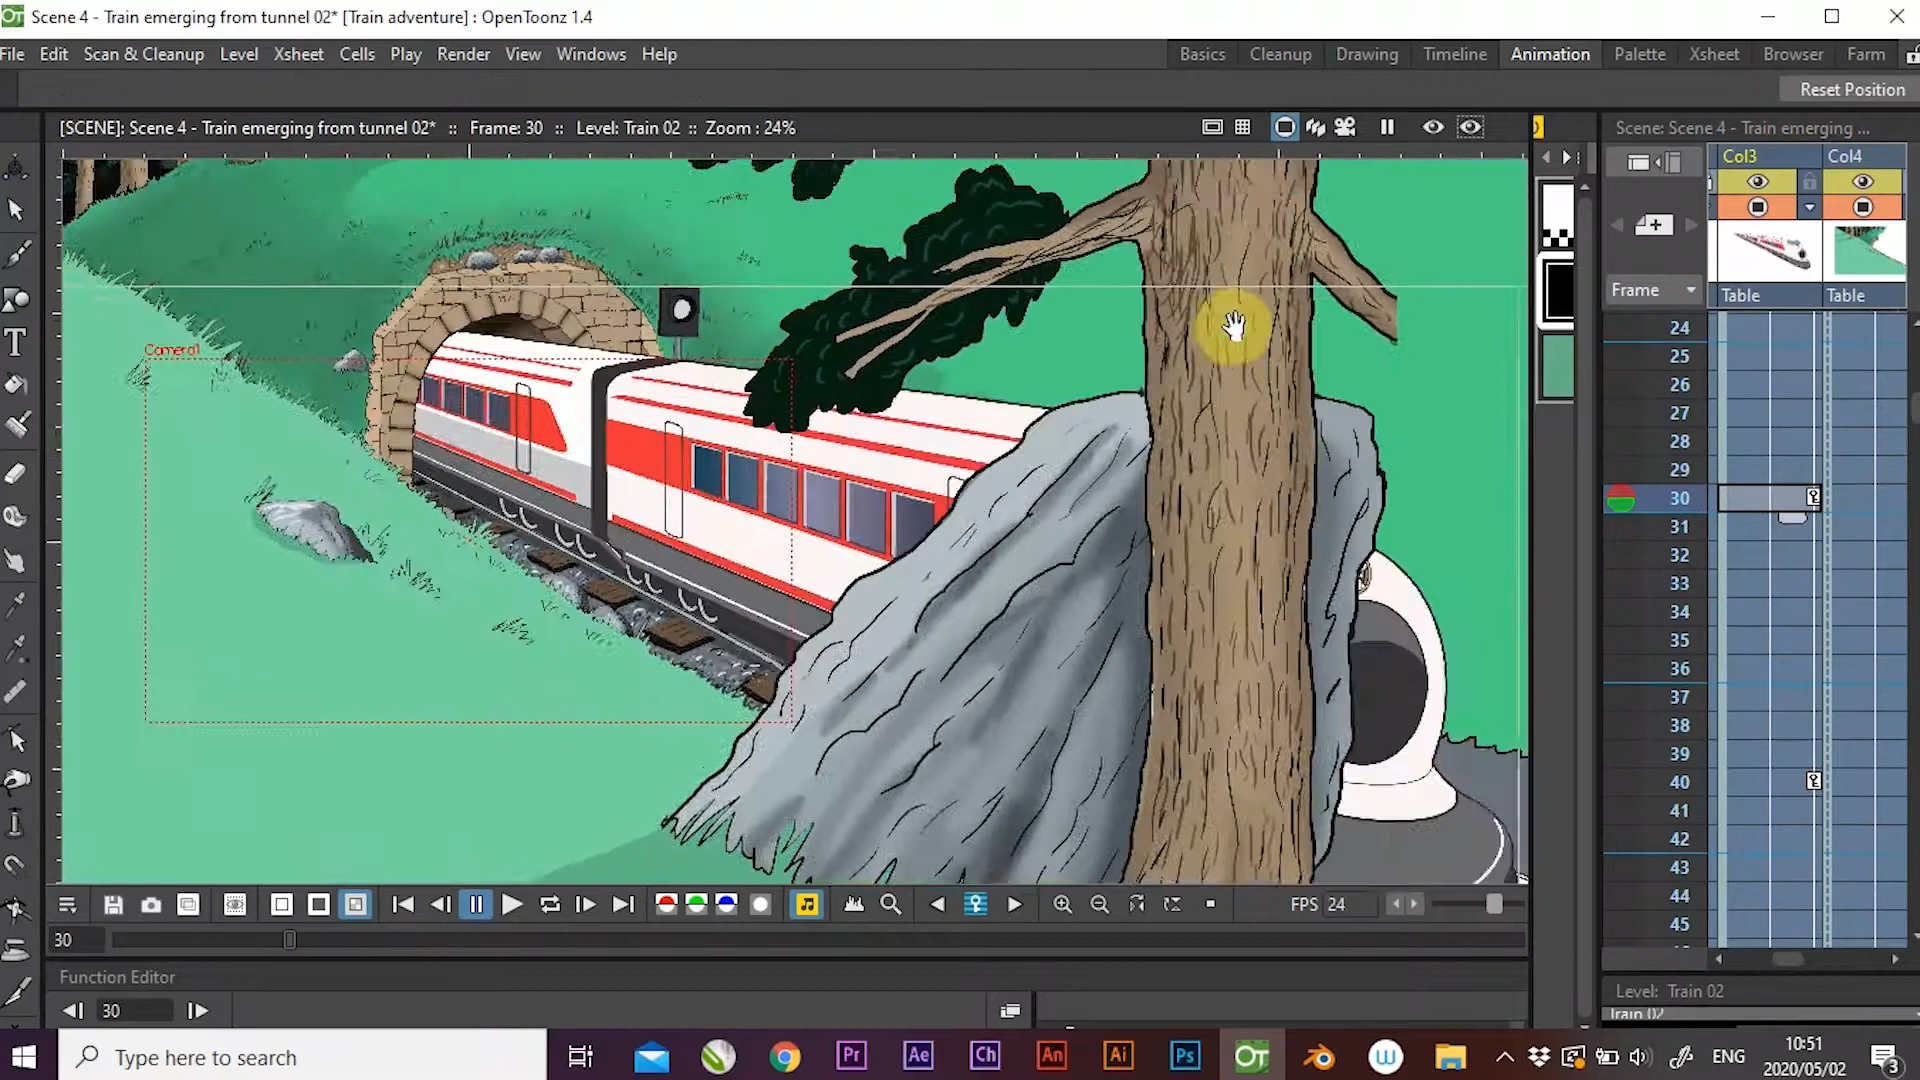 Scene 4 - Train emerging from tunnel 02* [Train adventure] : OpenToonz 1.4
File Edit Scan & Cleanup Level Xsheet Cells Play Render View Windows Help
Basics Cleanup Drawing Timeline Animation Palette Xsheet Browser Farm
Reset Position
[SCENE]: Scene 4 - Train emerging from tunnel 02* :: Frame: 30 :: Level: Train 02 :: Zoom : 24%
Scene: Scene 4 - Train emerging ...
Col3 Col4
Frame
Table Table
Camera1
24
25
26
27
28
29
30
31
32
33
34
35
36
37
38
39
40
41
42
43
44
45
FPS 24
30
Function Editor
30
Level: Train 02
Train 02
Type here to search
Pr Ae Ch An Ai Ps OT W
ENG
10:51
2020/05/02
3